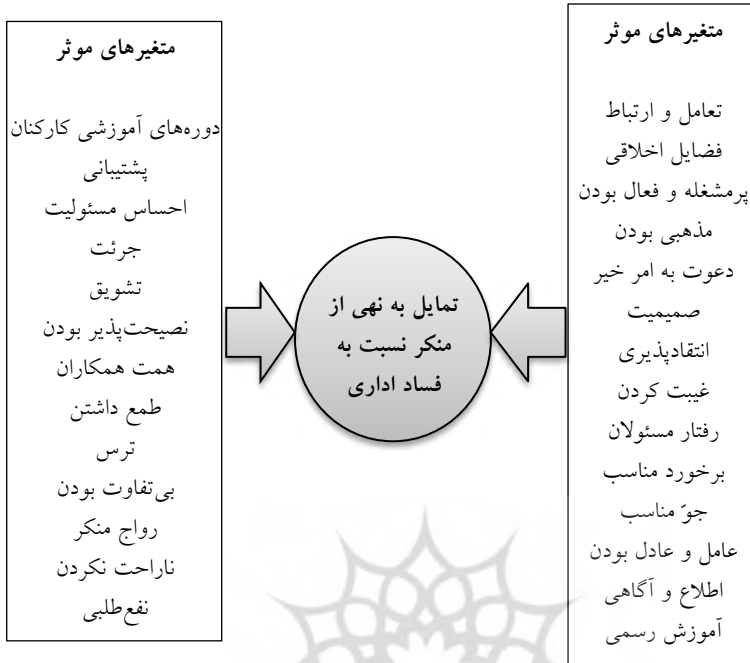 متغیرهای موثر
تعامل و ارتباط
فضایل اخلاقی
پرمشغله و فعال بودن
مذهبی بودن
دعوت به امر خیر
صمیمیت
انتقادپذیری
غیبت کردن
رفتار مسئولان
برخورد مناسب
جوّ مناسب
عامل و عادل بودن
اطلاع و آگاهی
آموزش رسمی
تمایل به نهی از
منکر نسبت به
فساد اداری
متغیرهای موثر
دوره‌های آموزشی کارکنان
پشتیبانی
احساس مسئولیت
جرئت
تشویق
نصیحت‌پذیر بودن
همت همکاران
طمع داشتن
ترس
بی‌تفاوت بودن
رواج منکر
ناراحت نکردن
نفع‌طلبی